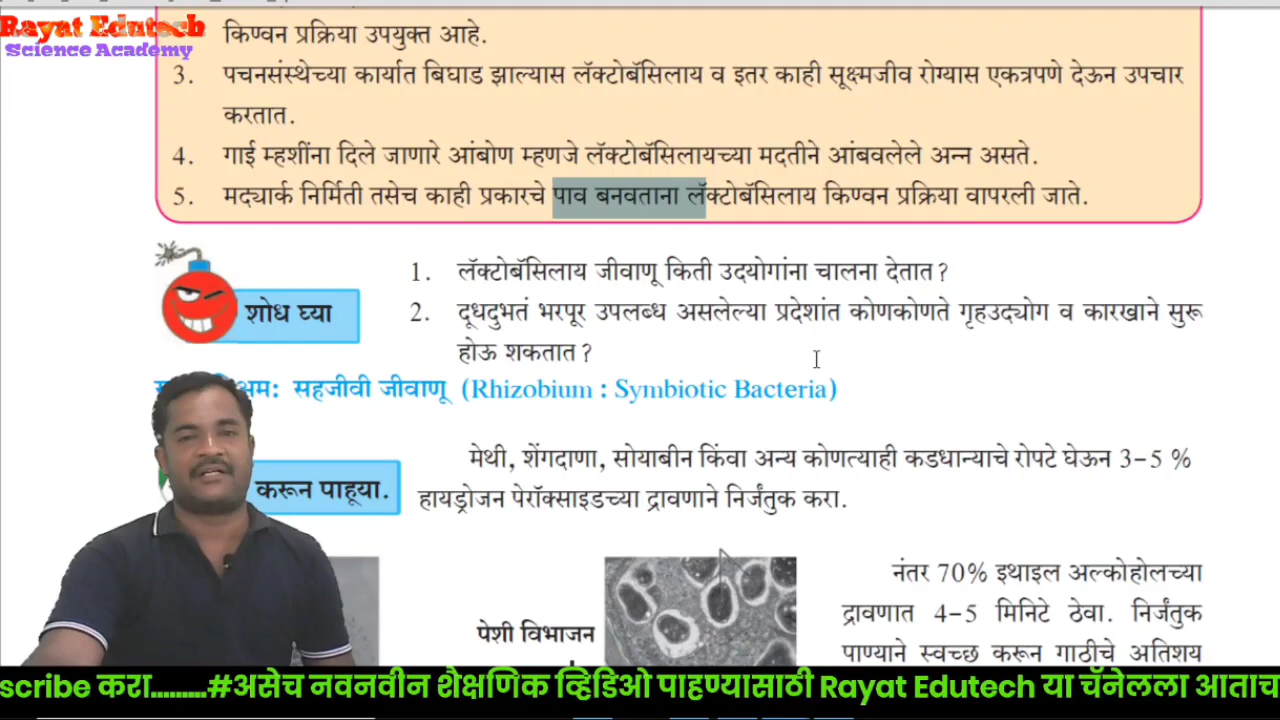 Rayat Edutech
Science Academy
किण्वन प्रक्रिया उपयुक्त आहे.
3. पचनसंस्थेच्या कार्यात बिघाड झाल्यास लॅक्टोबॅसिलाय व इतर काही सूक्ष्मजीव रोग्यास एकत्रपणे देऊन उपचार
करतात.
4. गाई म्हशींना दिले जाणारे आंबोण म्हणजे लॅक्टोबॅसिलायच्या मदतीने आंबवलेले अन्न असते.
5. मद्यार्क निर्मिती तसेच काही प्रकारचे पाव बनवताना लॅक्टोबॅसिलाय किण्वन प्रक्रिया वापरली जाते.
शोध घ्या
1. लॅक्टोबॅसिलाय जीवाणू किती उदयोगांना चालना देतात?
2. दूधदुभतं भरपूर उपलब्ध असलेल्या प्रदेशांत कोणकोणते गृहउद्योग व कारखाने सुरू
होऊ शकतात?
सहजीवी जीवाणू (Rhizobium : Symbiotic Bacteria)
करून पाहूया.
मेथी, शेंगदाणा, सोयाबीन किंवा अन्य कोणत्याही कडधान्याचे रोपटे घेऊन 3-5 %
हायड्रोजन पेरॉक्साइडच्या द्रावणाने निर्जंतुक करा.
पेशी विभाजन
नंतर 70% इथाइल अल्कोहोलच्या
द्रावणात 4-5 मिनिटे ठेवा. निर्जंतुक
पाण्याने स्वच्छ करून गाठीचे अतिशय
scribe करा.........#असेच नवनवीन शैक्षणिक व्हिडिओ पाहण्यासाठी Rayat Edutech या चॅनेलला आताच